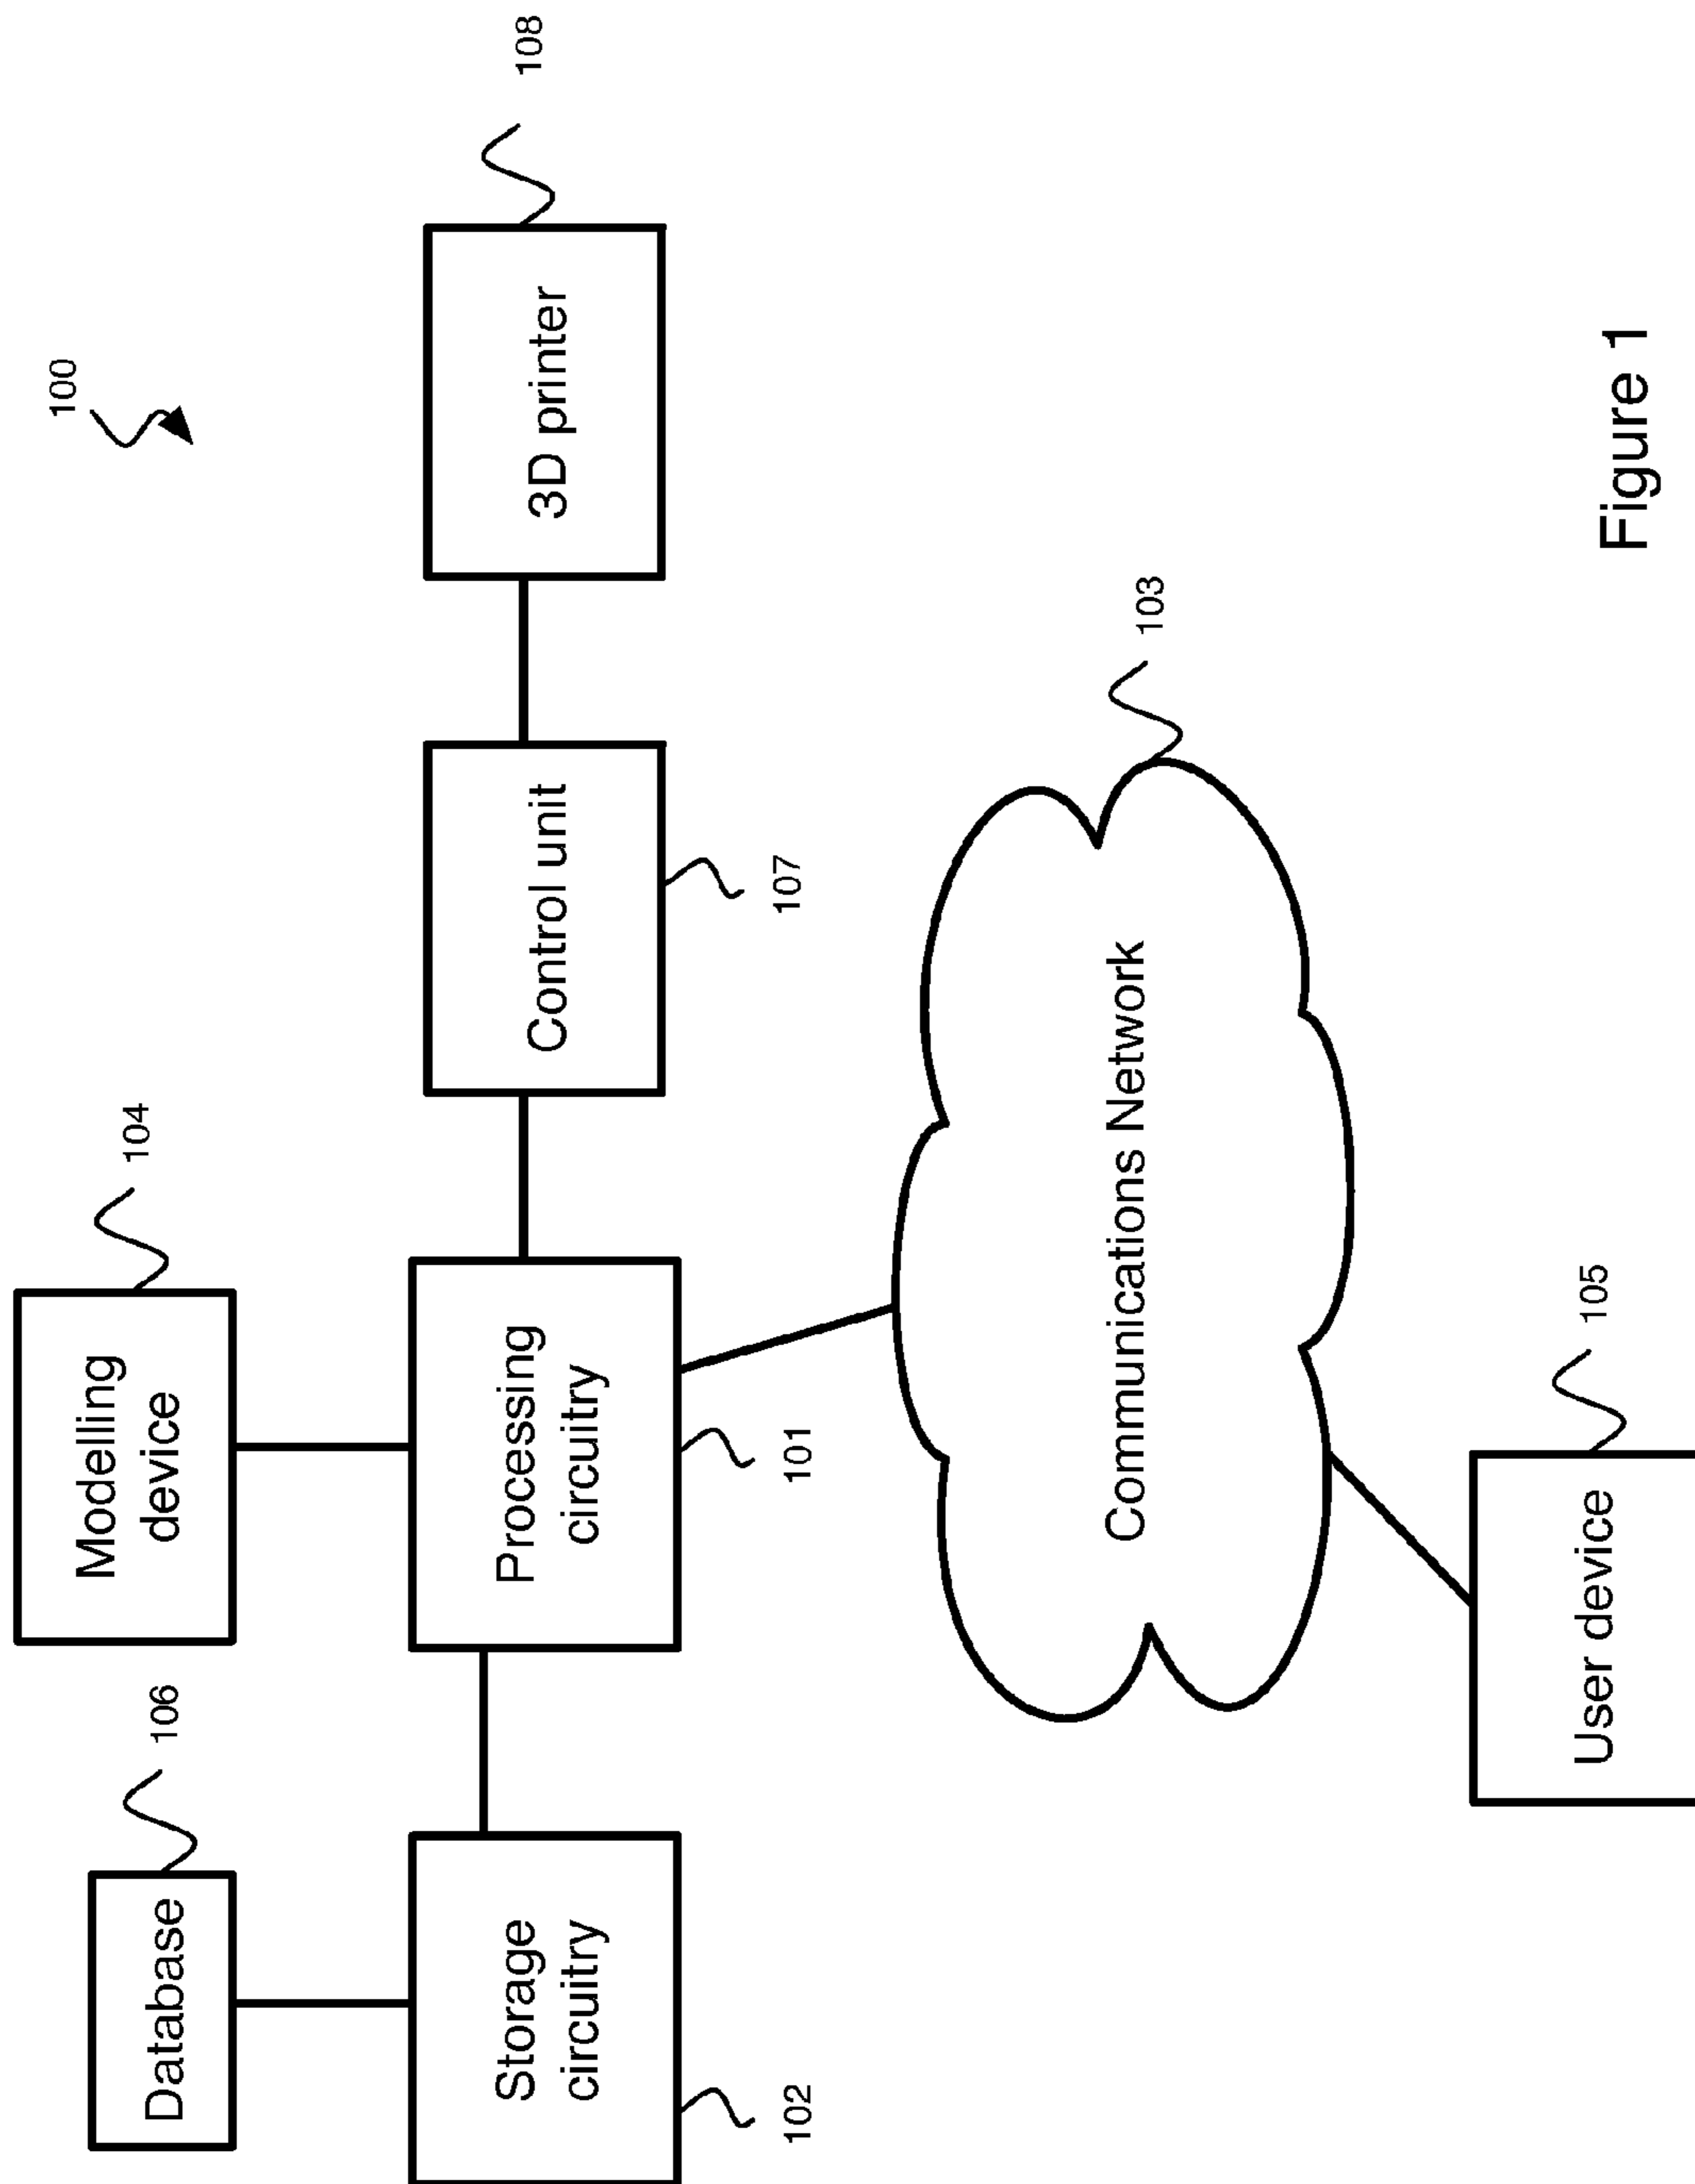 100
Modelling
device
104
Database
106
Storage
circuitry
102
Processing
circuitry
101
Control unit
107
3D printer
108
Communications Network
103
User device
105
Figure 1